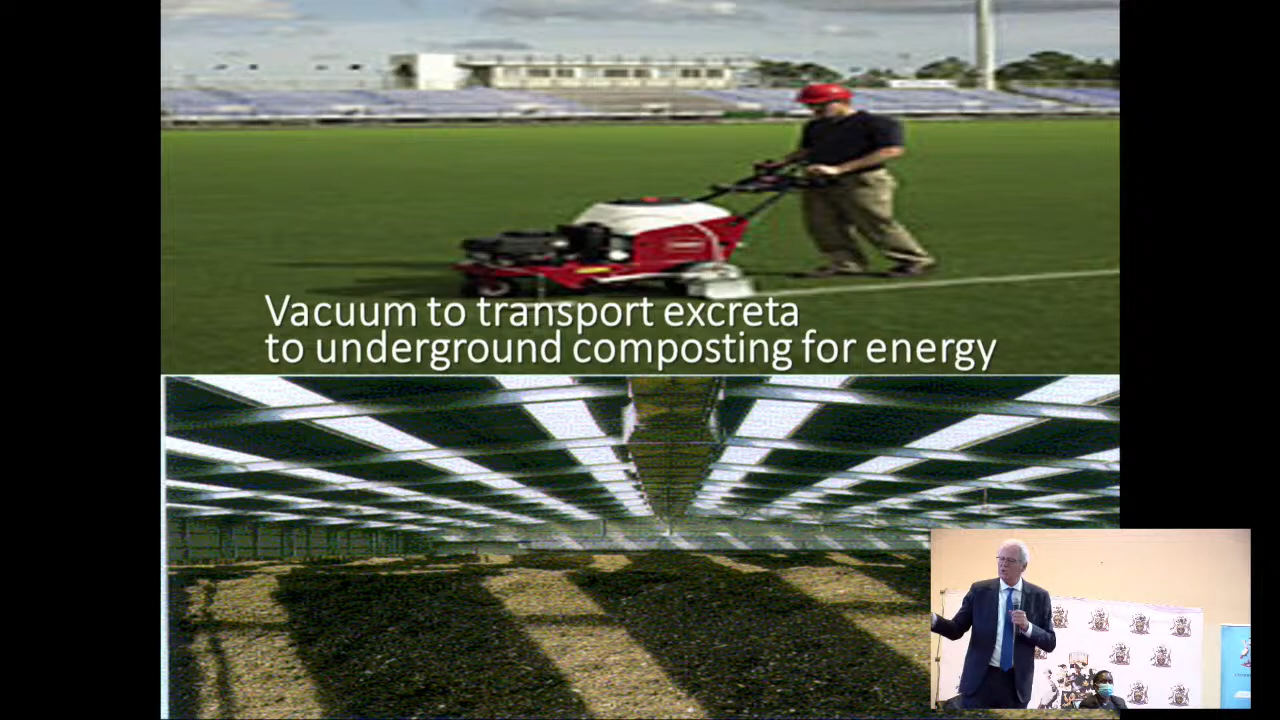 Vacuum to transport excreta
to underground composting for energy